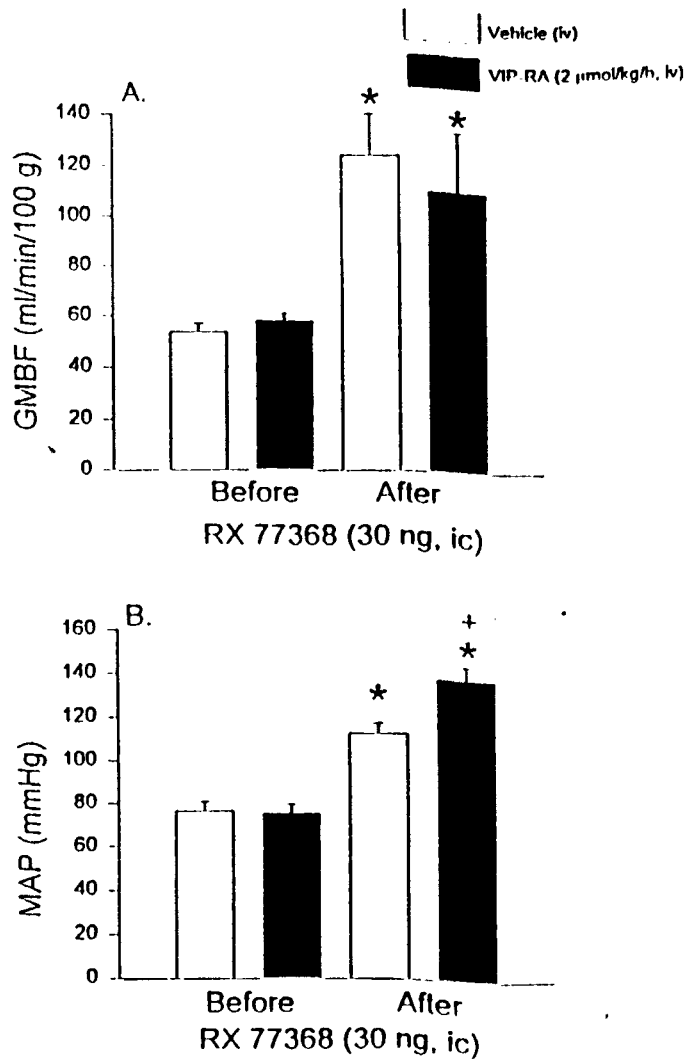 Vehicle (iv)
VIP-RA (2 µmol/kg/h, iv)
A.
GMBF (ml/min/100 g)
140
120
100
80
60
40
20
0
*
*
Before
After
RX 77368 (30 ng, ic)
B.
MAP (mmHg)
160
140
120
100
80
60
40
20
0
*
+
*
Before
After
RX 77368 (30 ng, ic)